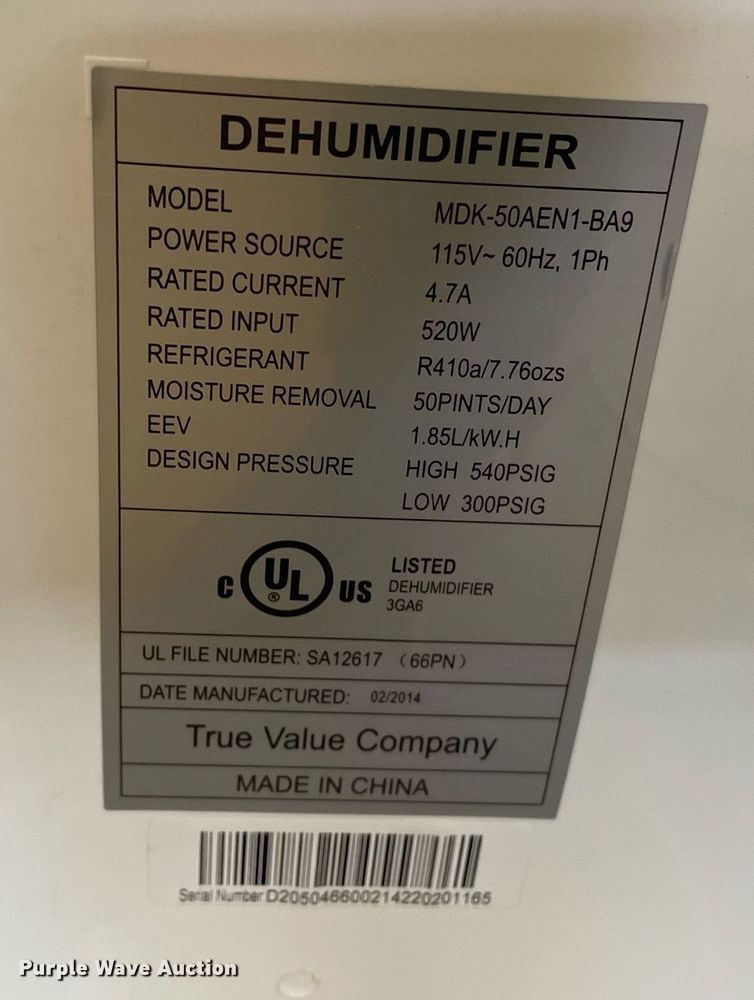 DEHUMIDIFIER
MODEL MDK-50AEN1-BA9
POWER SOURCE 115V~ 60Hz, 1Ph
RATED CURRENT 4.7A
RATED INPUT 520W
REFRIGERANT R410a/7.76ozs
MOISTURE REMOVAL 50PINTS/DAY
EEV 1.85L/kW.H
DESIGN PRESSURE HIGH 540PSIG
LOW 300PSIG
C UL ® US LISTED
DEHUMIDIFIER
3GA6
UL FILE NUMBER: SA12617 (66PN)
DATE MANUFACTURED: 02/2014
True Value Company
MADE IN CHINA
Serial Number D205046600214220201165
Purple Wave Auction